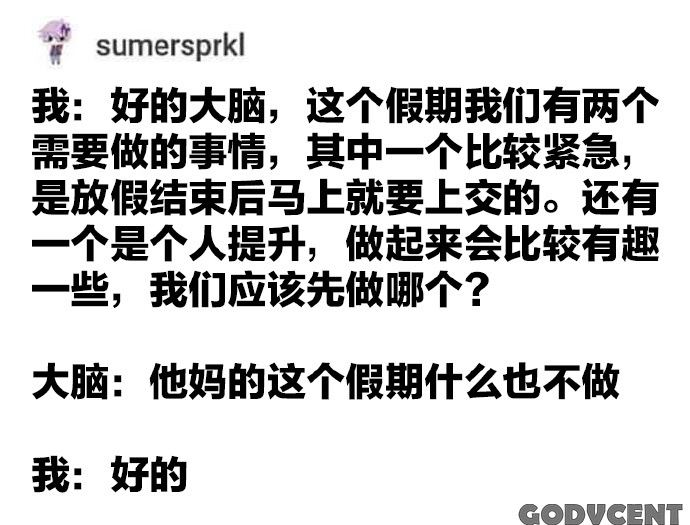 sumersprkl
我：好的大脑，这个假期我们有两个
需要做的事情，其中一个比较紧急，
是放假结束后马上就要上交的。还有
一个是个人提升，做起来会比较有趣
一些，我们应该先做哪个？
大脑：他妈的这个假期什么也不做
我：好的
GODVCENT